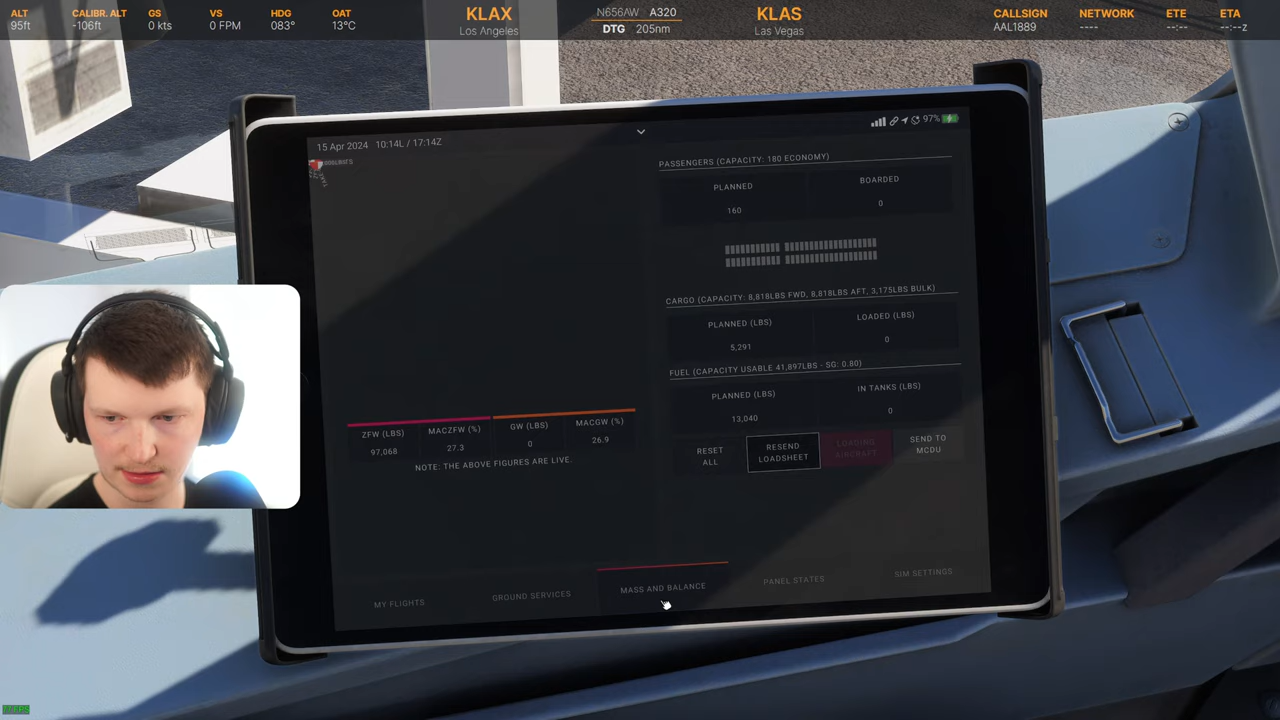 ALT
95ft
CALIBR. ALT
-106ft
GS
0 kts
VS
0 FPM
HDG
083°
OAT
13°C
KLAX
Los Angeles
N656AW A320
DTG 205nm
KLAS
Las Vegas
CALLSIGN
AAL1889
NETWORK
----
ETE
--:--
ETA
--:--z
15 Apr 2024 10:14L / 17:14Z
97%
PASSENGERS (CAPACITY: 180 ECONOMY)
PLANNED
160
BOARDED
0
CARGO (CAPACITY: 8,818LBS FWD, 8,818LBS AFT, 3,175LBS BULK)
PLANNED (LBS)
5,291
LOADED (LBS)
0
FUEL (CAPACITY USABLE 41,897LBS - SG: 0.80)
PLANNED (LBS)
13,040
IN TANKS (LBS)
0
ZFW (LBS)
97,068
MACZFW (%)
27.3
GW (LBS)
0
MACGW (%)
26.9
NOTE: THE ABOVE FIGURES ARE LIVE.
RESET
ALL
RESEND
LOADSHEET
LOADING
AIRCRAFT
SEND TO
MCDU
MY FLIGHTS
GROUND SERVICES
MASS AND BALANCE
PANEL STATES
SIM SETTINGS